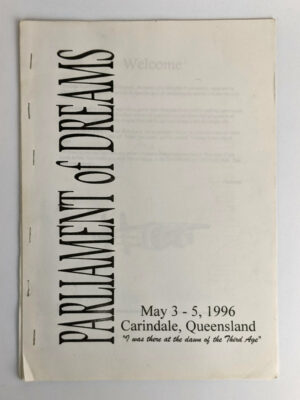 Welcome
PARLIAMENT of DREAMS
May 3 - 5, 1996
Carindale, Queensland
"I was there at the dawn of the Third Age"